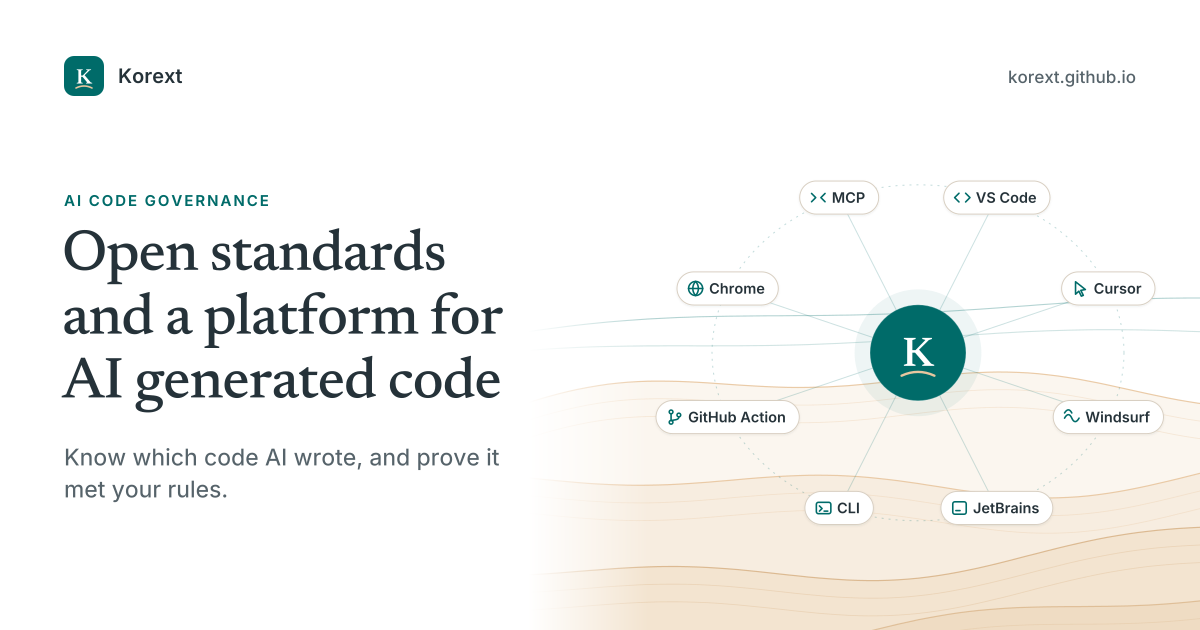 K
Korext
korext.github.io
AI CODE GOVERNANCE
Open standards
and a platform for
AI generated code
Know which code AI wrote, and prove it
met your rules.
MCP
VS Code
Chrome
Cursor
K
GitHub Action
Windsurf
CLI
JetBrains